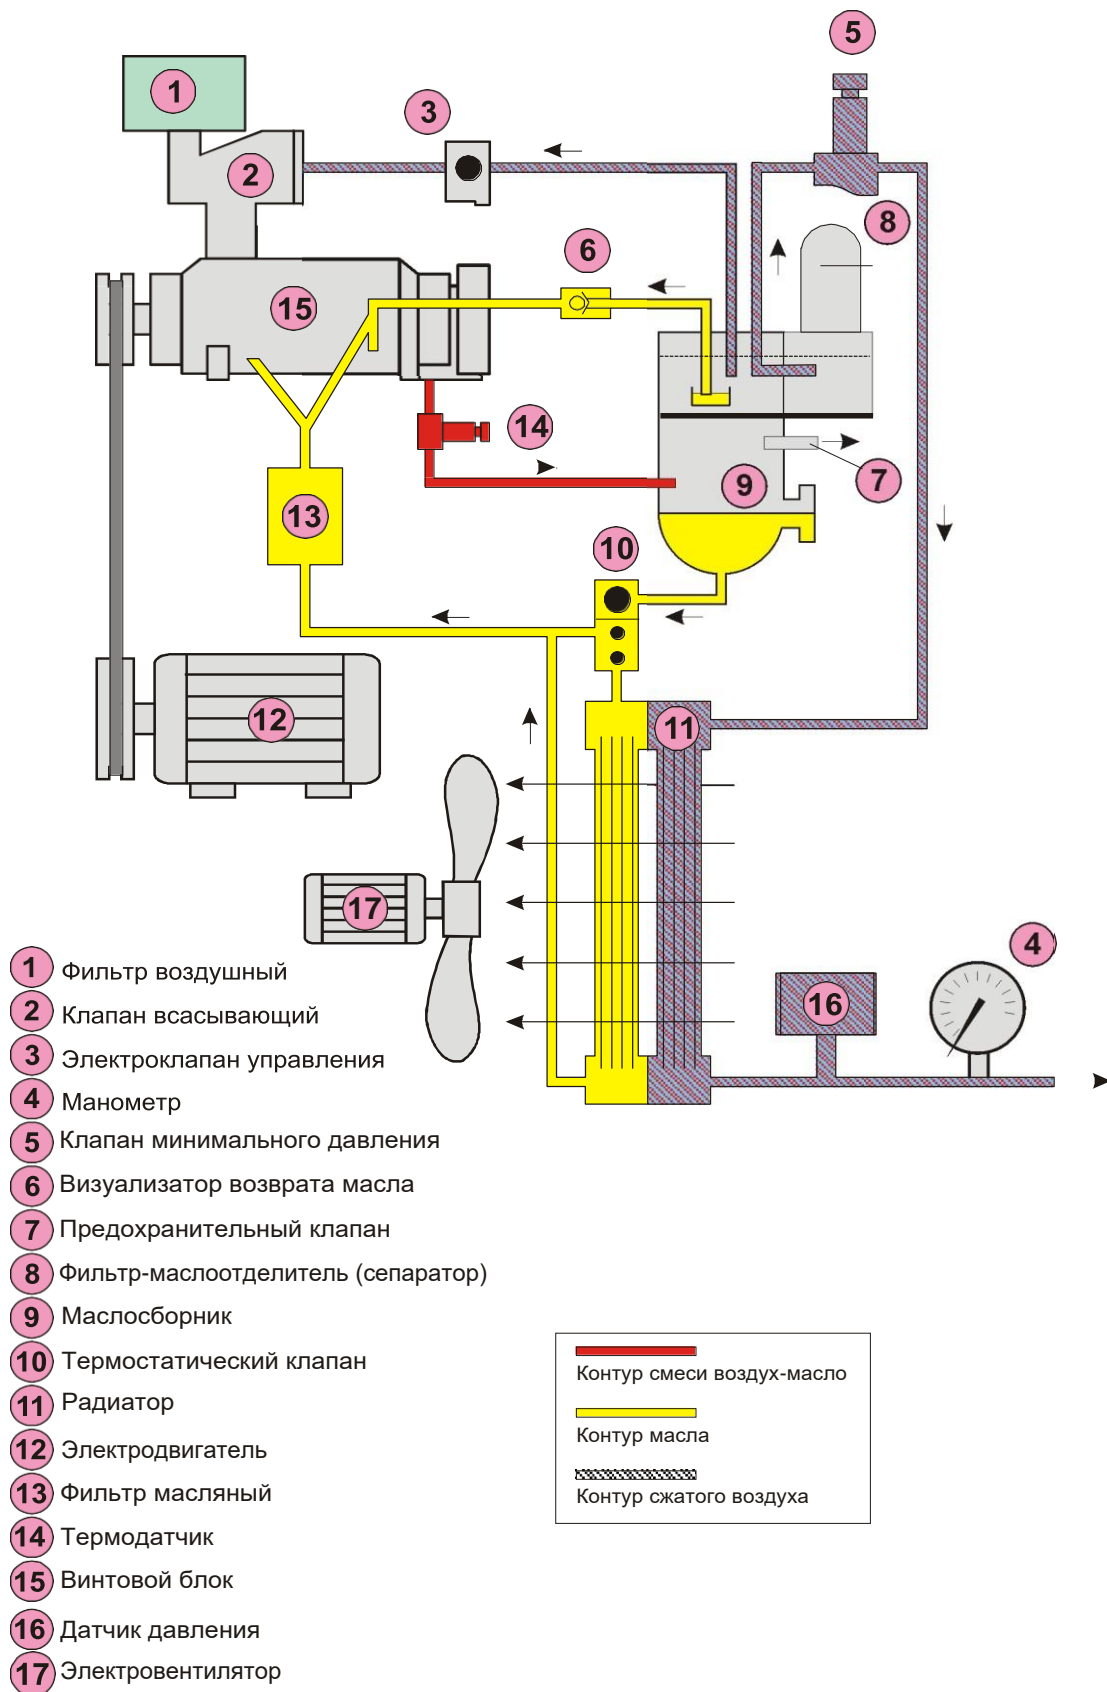 5
1
3
2
8
6
15
14
7
9
13
10
12
11
17
4
16
1 Фильтр воздушный
2 Клапан всасывающий
3 Электроклапан управления
4 Манометр
5 Клапан минимального давления
6 Визуализатор возврата масла
7 Предохранительный клапан
8 Фильтр-маслоотделитель (сепаратор)
9 Маслосборник
10 Термостатический клапан
11 Радиатор
12 Электродвигатель
13 Фильтр масляный
14 Термодатчик
15 Винтовой блок
16 Датчик давления
17 Электровентилятор
Контур смеси воздух-масло
Контур масла
Контур сжатого воздуха